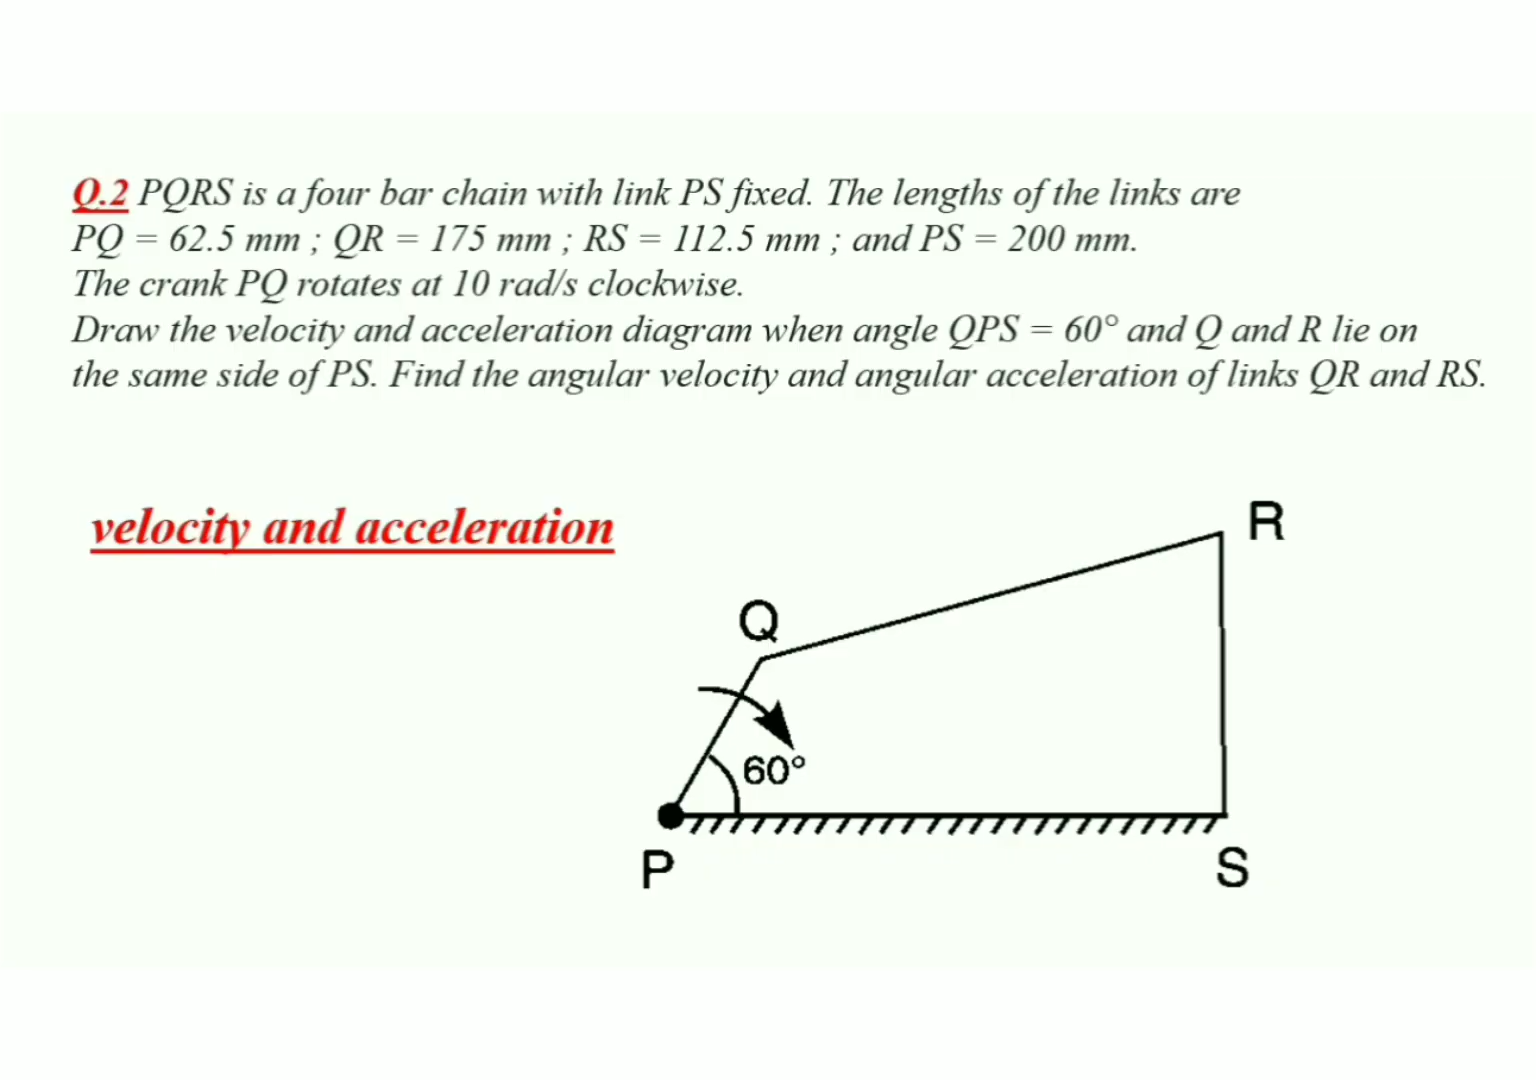 Q.2 PQRS is a four bar chain with link PS fixed. The lengths of the links are
PQ = 62.5 mm ; QR = 175 mm ; RS = 112.5 mm ; and PS = 200 mm.
The crank PQ rotates at 10 rad/s clockwise.
Draw the velocity and acceleration diagram when angle QPS = 60° and Q and R lie on
the same side of PS. Find the angular velocity and angular acceleration of links QR and RS.
velocity and acceleration
R
Q
60°
P
S